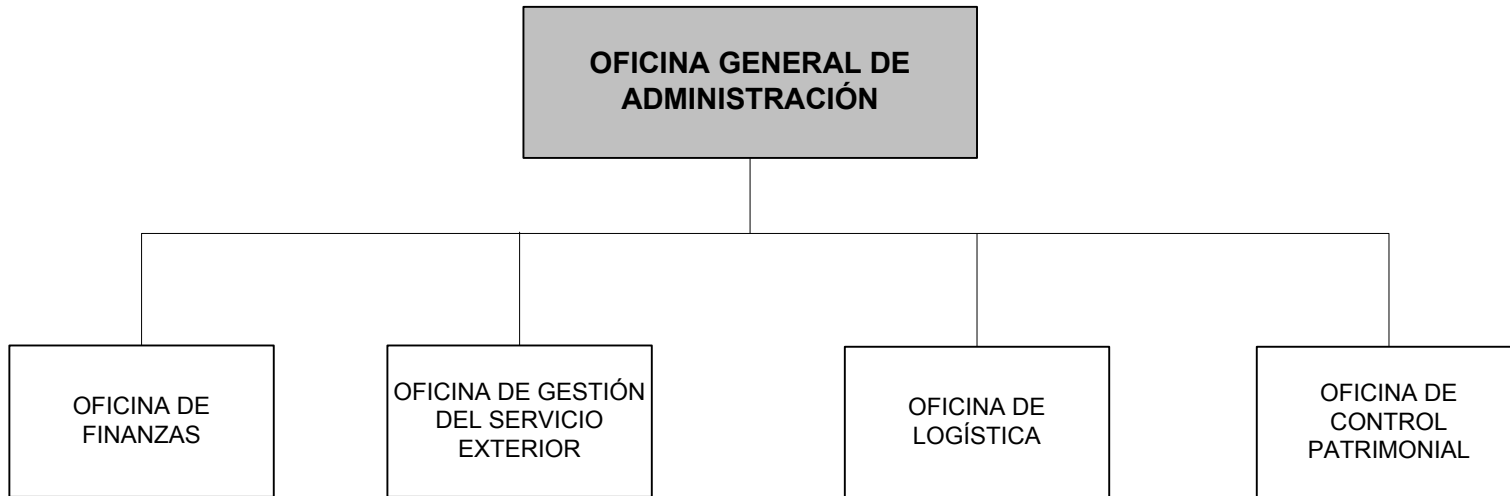 OFICINA GENERAL DE
ADMINISTRACIÓN
OFICINA DE
FINANZAS
OFICINA DE GESTIÓN
DEL SERVICIO
EXTERIOR
OFICINA DE
LOGÍSTICA
OFICINA DE
CONTROL
PATRIMONIAL